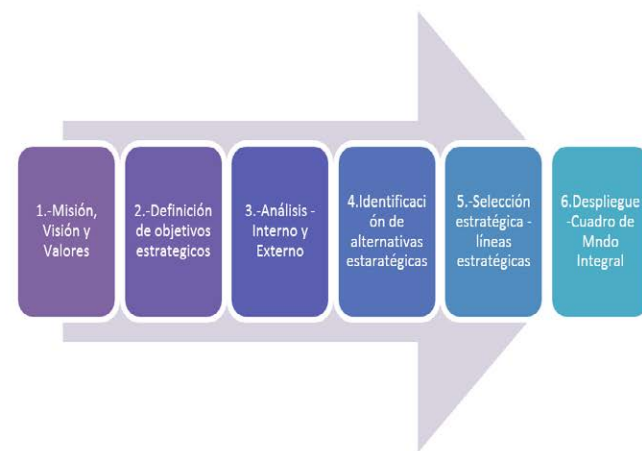 1.-Misión,
Visión y
Valores
2.-Definición
de objetivos
estrategicos
3.-Análisis -
Interno y
Externo
4.Identificaci
ón de
alternativas
estaratégicas
5.-Selección
estratégica -
líneas
estratégicas
6.Despliegue
-Cuadro de
Mndo
Integral